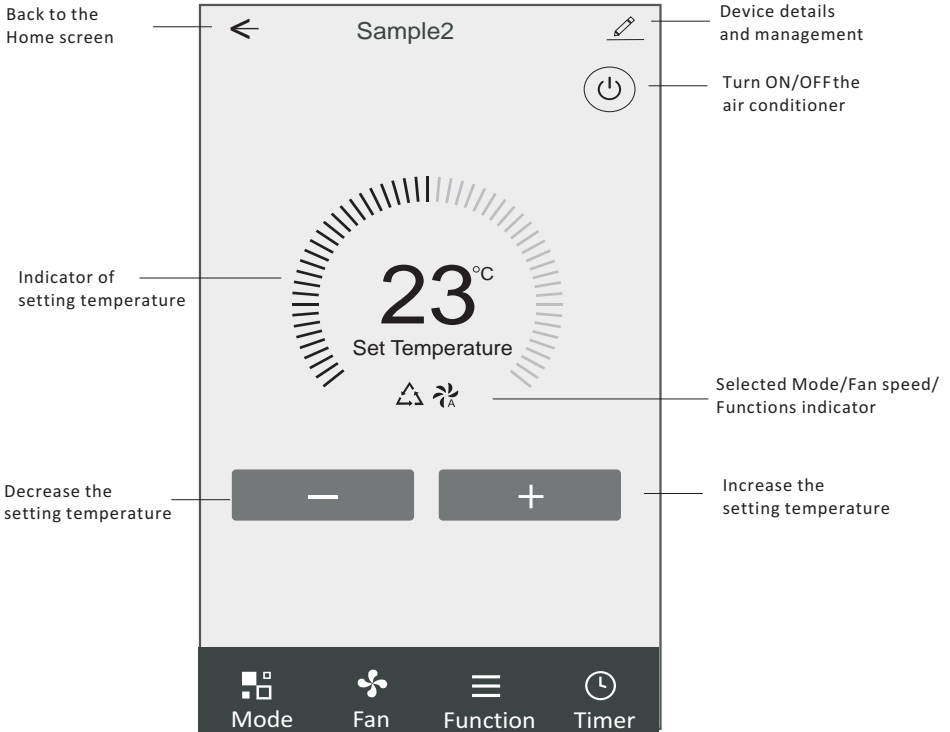 Back to the
Home screen
Sample2
Device details
and management
Turn ON/OFF the
air conditioner
Indicator of
setting temperature
23°C
Set Temperature
A
Selected Mode/Fan speed/
Functions indicator
Decrease the
setting temperature
Increase the
setting temperature
Mode Fan Function Timer